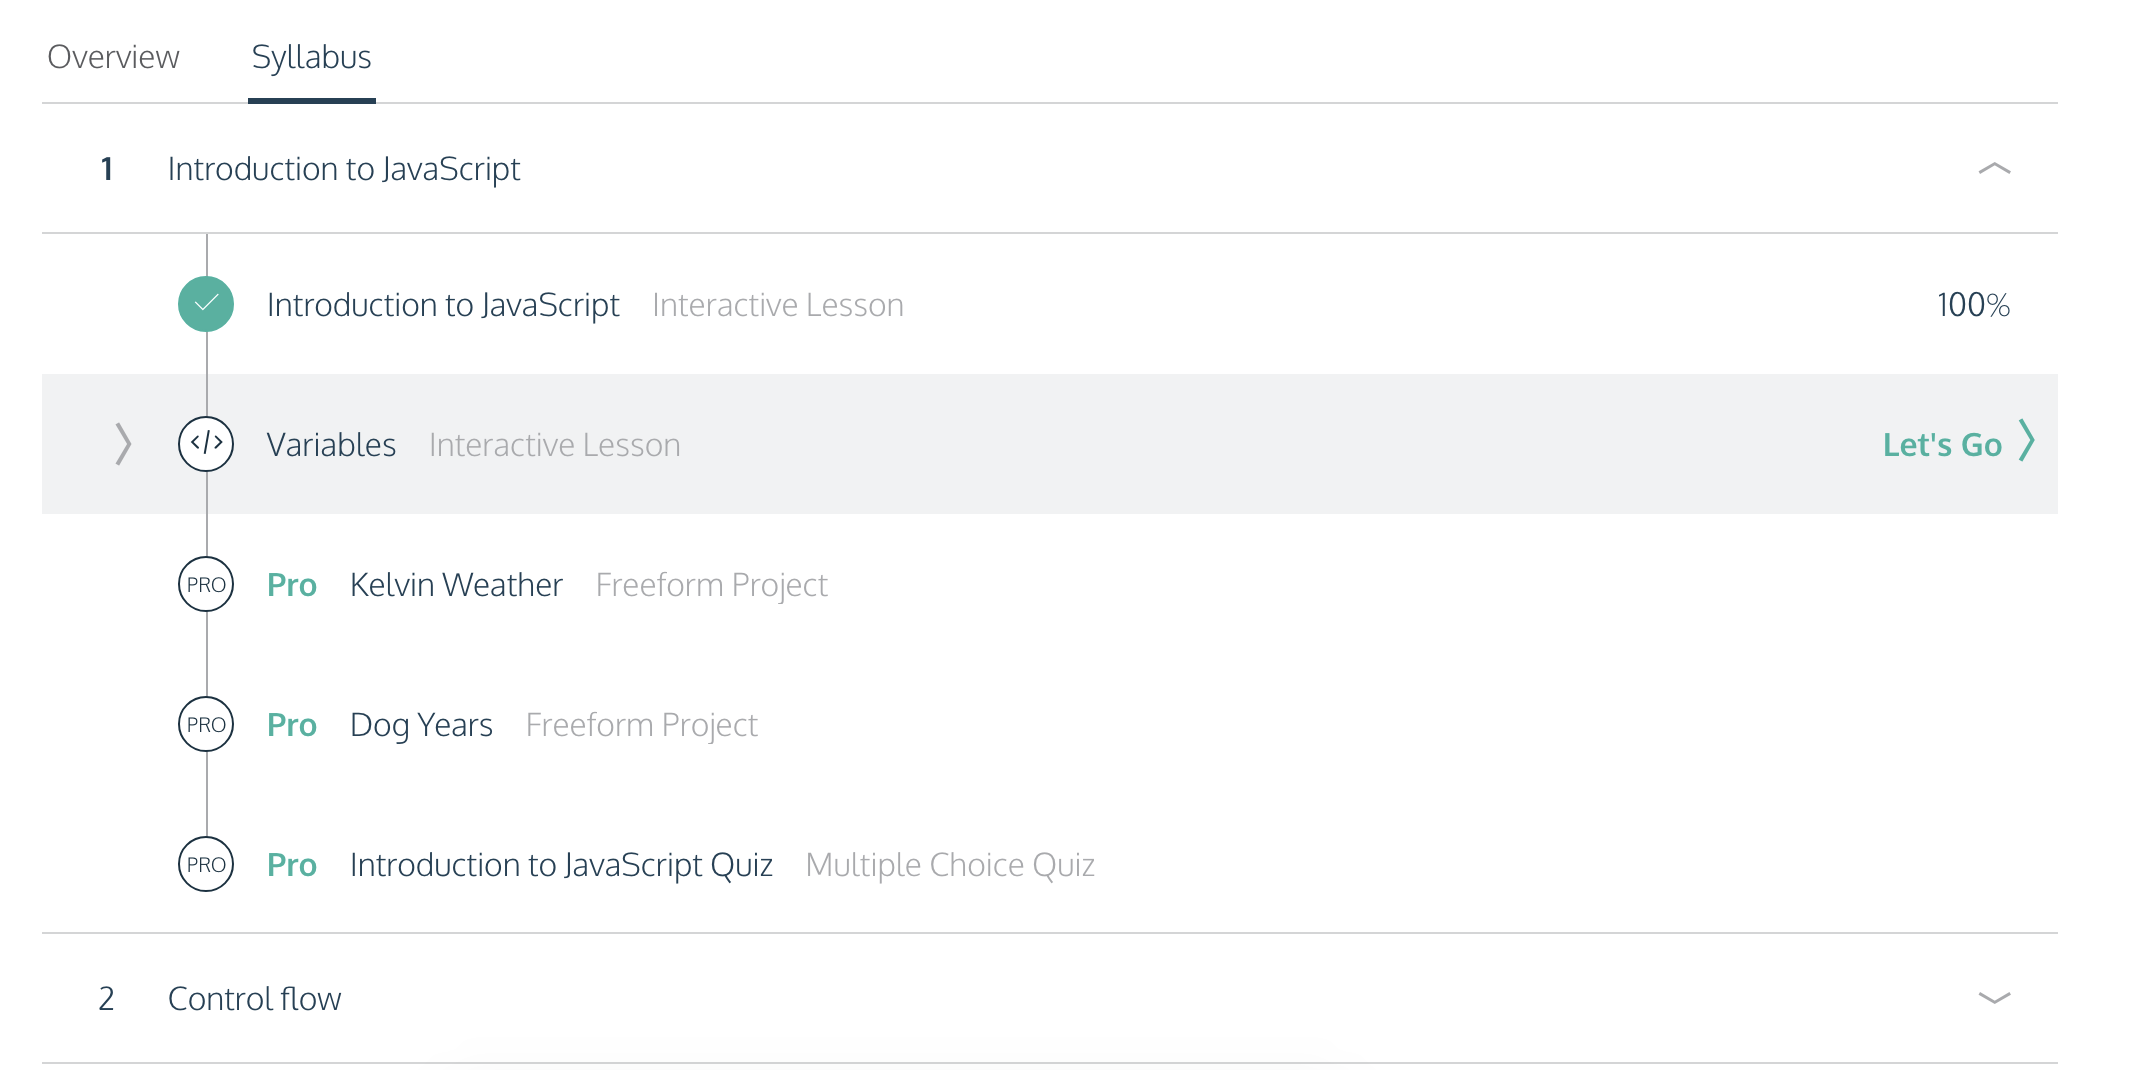 Overview Syllabus
1 Introduction to JavaScript
Introduction to JavaScript Interactive Lesson 100%
</> Variables Interactive Lesson Let's Go
PRO Pro Kelvin Weather Freeform Project
PRO Pro Dog Years Freeform Project
PRO Pro Introduction to JavaScript Quiz Multiple Choice Quiz
2 Control flow